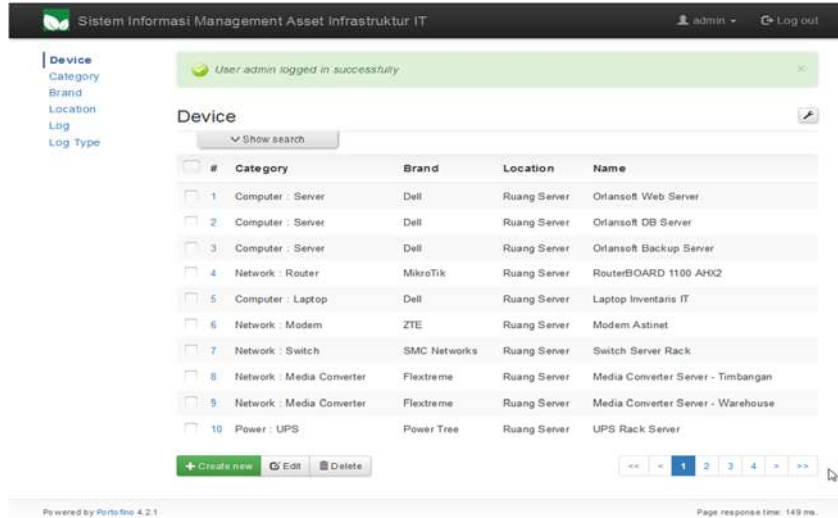 Sistem Informasi Management Asset Infrastruktur IT admin Log out
Device
Category
Brand
Location
Log
Log Type
User admin logged in successfully ×
Device
Show search
# Category Brand Location Name
1 Computer : Server Dell Ruang Server Orlansoft Web Server
2 Computer : Server Dell Ruang Server Orlansoft DB Server
3 Computer : Server Dell Ruang Server Orlansoft Backup Server
4 Network : Router MikroTik Ruang Server RouterBOARD 1100 AHX2
5 Computer : Laptop Dell Ruang Server Laptop Inventaris IT
6 Network : Modem ZTE Ruang Server Modem Astinet
7 Network : Switch SMC Networks Ruang Server Switch Server Rack
8 Network : Media Converter Flextreme Ruang Server Media Converter Server - Timbangan
9 Network : Media Converter Flextreme Ruang Server Media Converter Server - Warehouse
10 Power : UPS Power Tree Ruang Server UPS Rack Server
+ Create new Edit Delete << < 1 2 3 4 > >>
Powered by Portofino 4.2.1 Page response time: 149 ms.